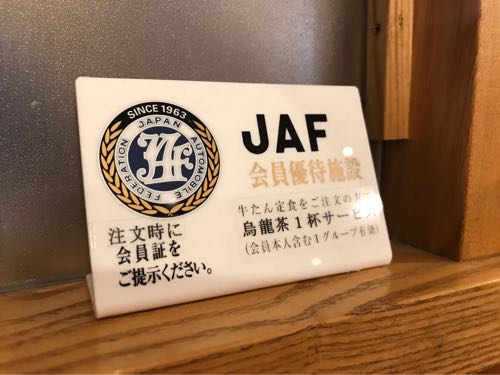 SINCE 1963
JAPAN AUTOMOBILE FEDERATION
JAF
JAF
会員優待施設
牛たん定食をご注文の方
烏龍茶1杯サービス
(会員本人含む1グループ有効)
注文時に
会員証を
ご提示ください。